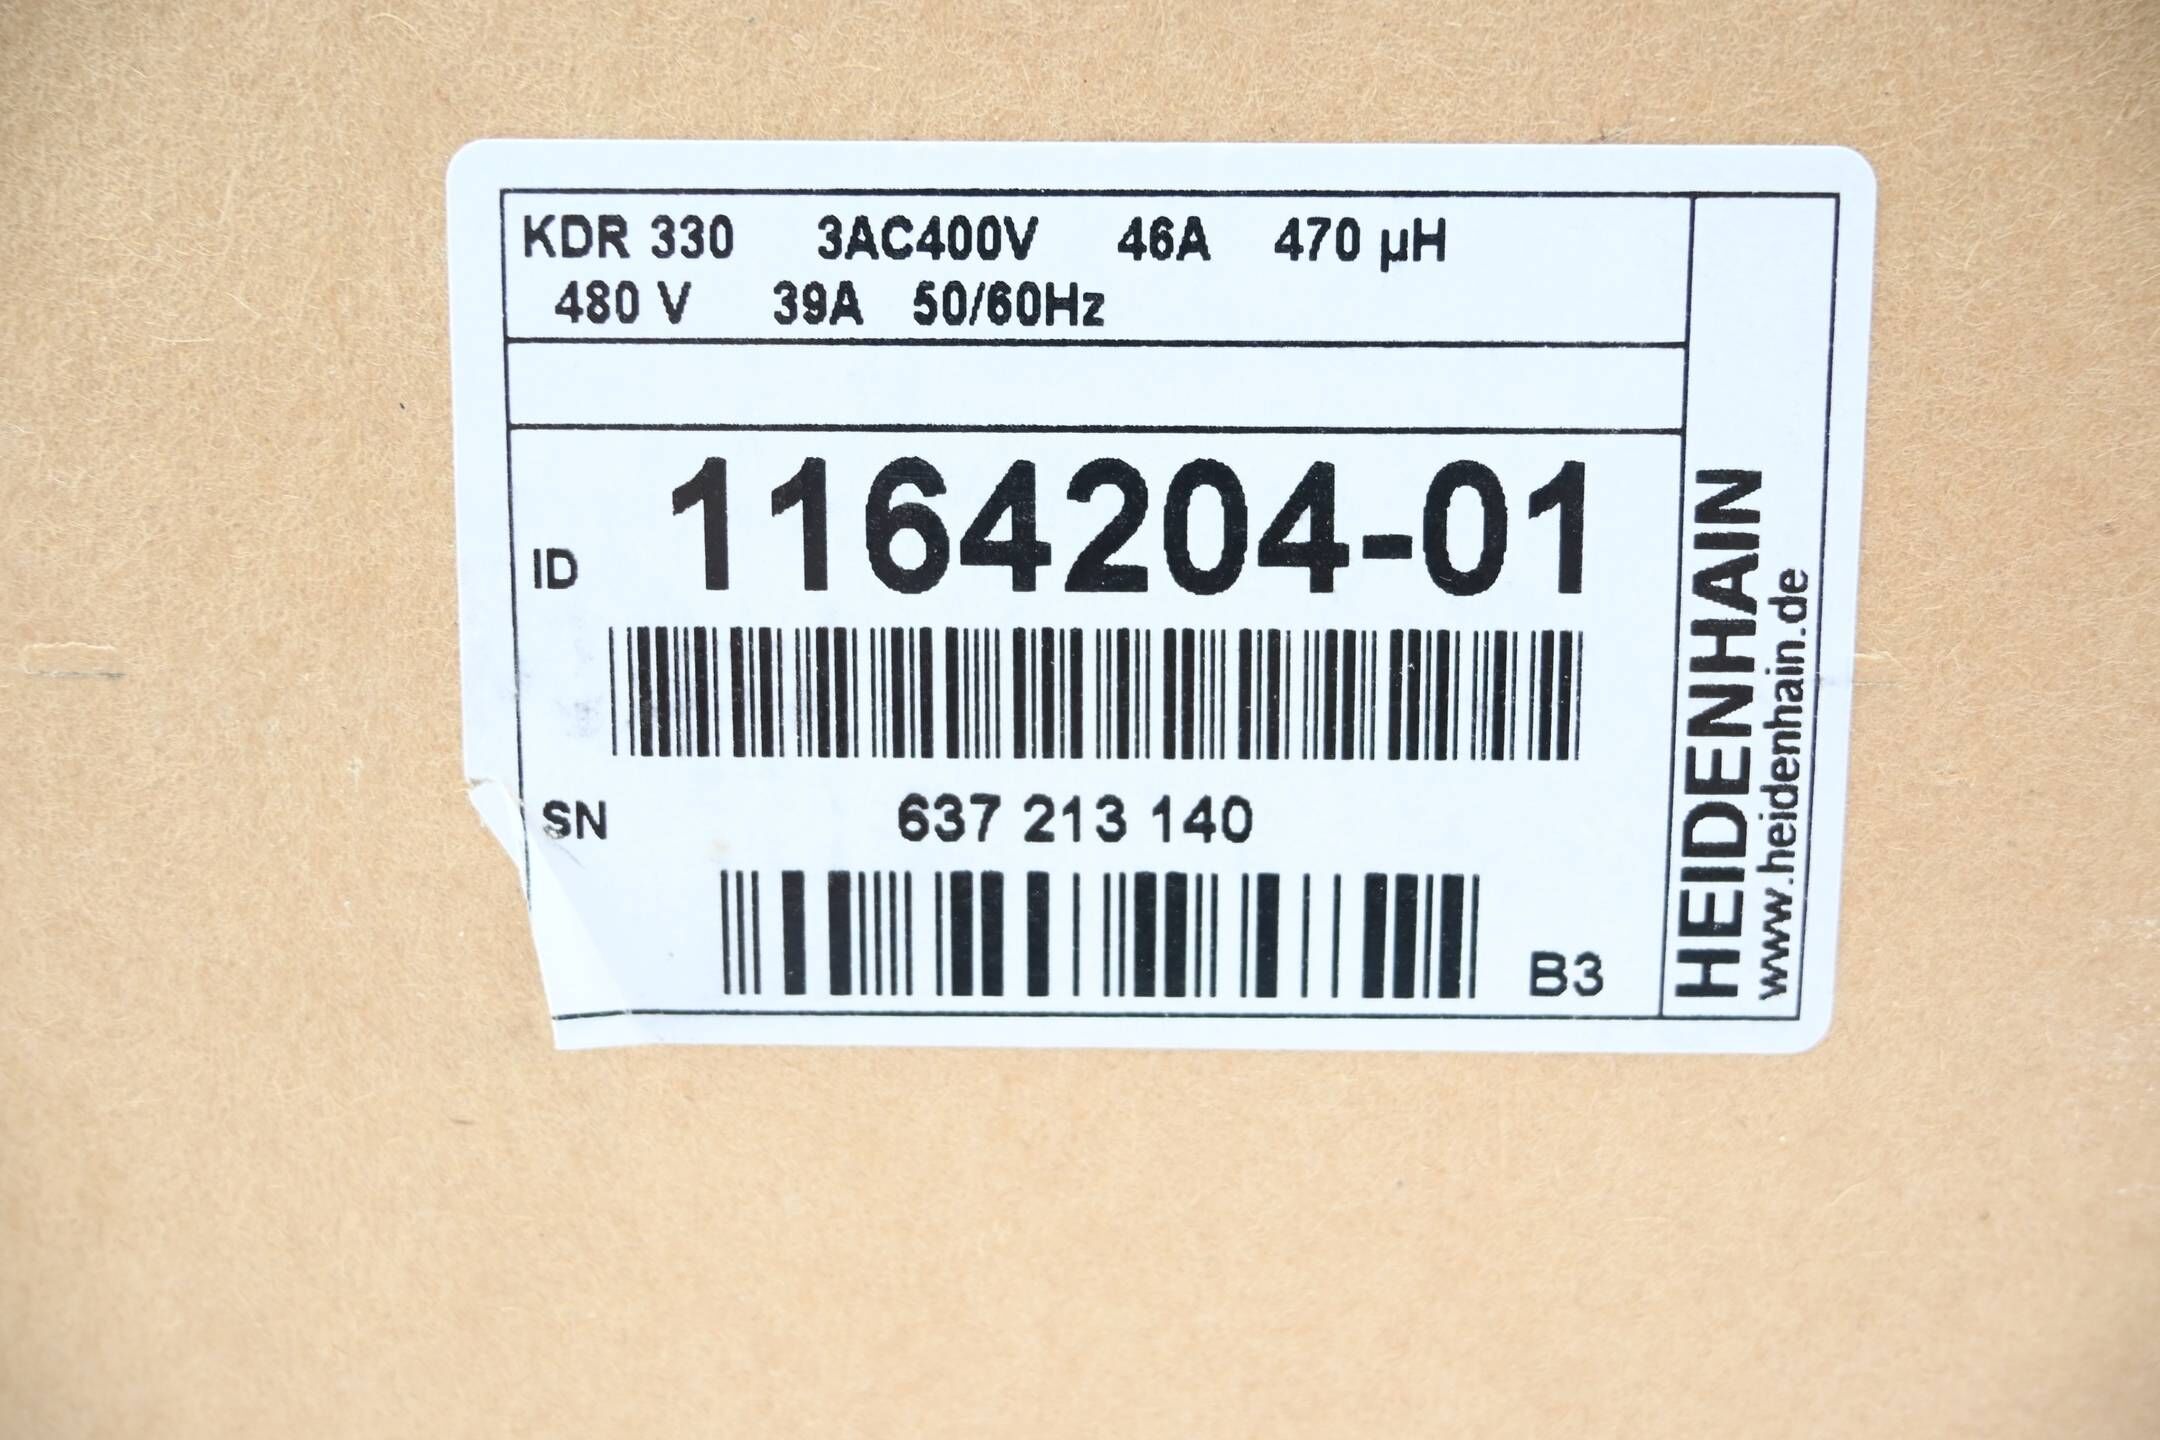 KDR 330 3AC400V 46A 470 µH
480 V 39A 50/60Hz
ID 1164204-01
SN 637 213 140
B3
HEIDENHAIN
www.heidenhain.de